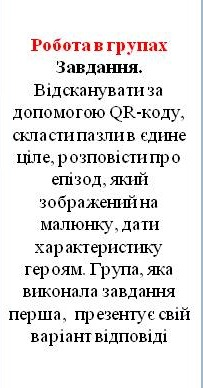 Робота в групах
Завдання.
Відсканувати за
допомогою QR-коду,
скласти пазли в єдине
ціле, розповісти про
епізод, який
зображений на
малюнку, дати
характеристику
героям. Група, яка
виконала завдання
перша, презентує свій
варіант відповіді